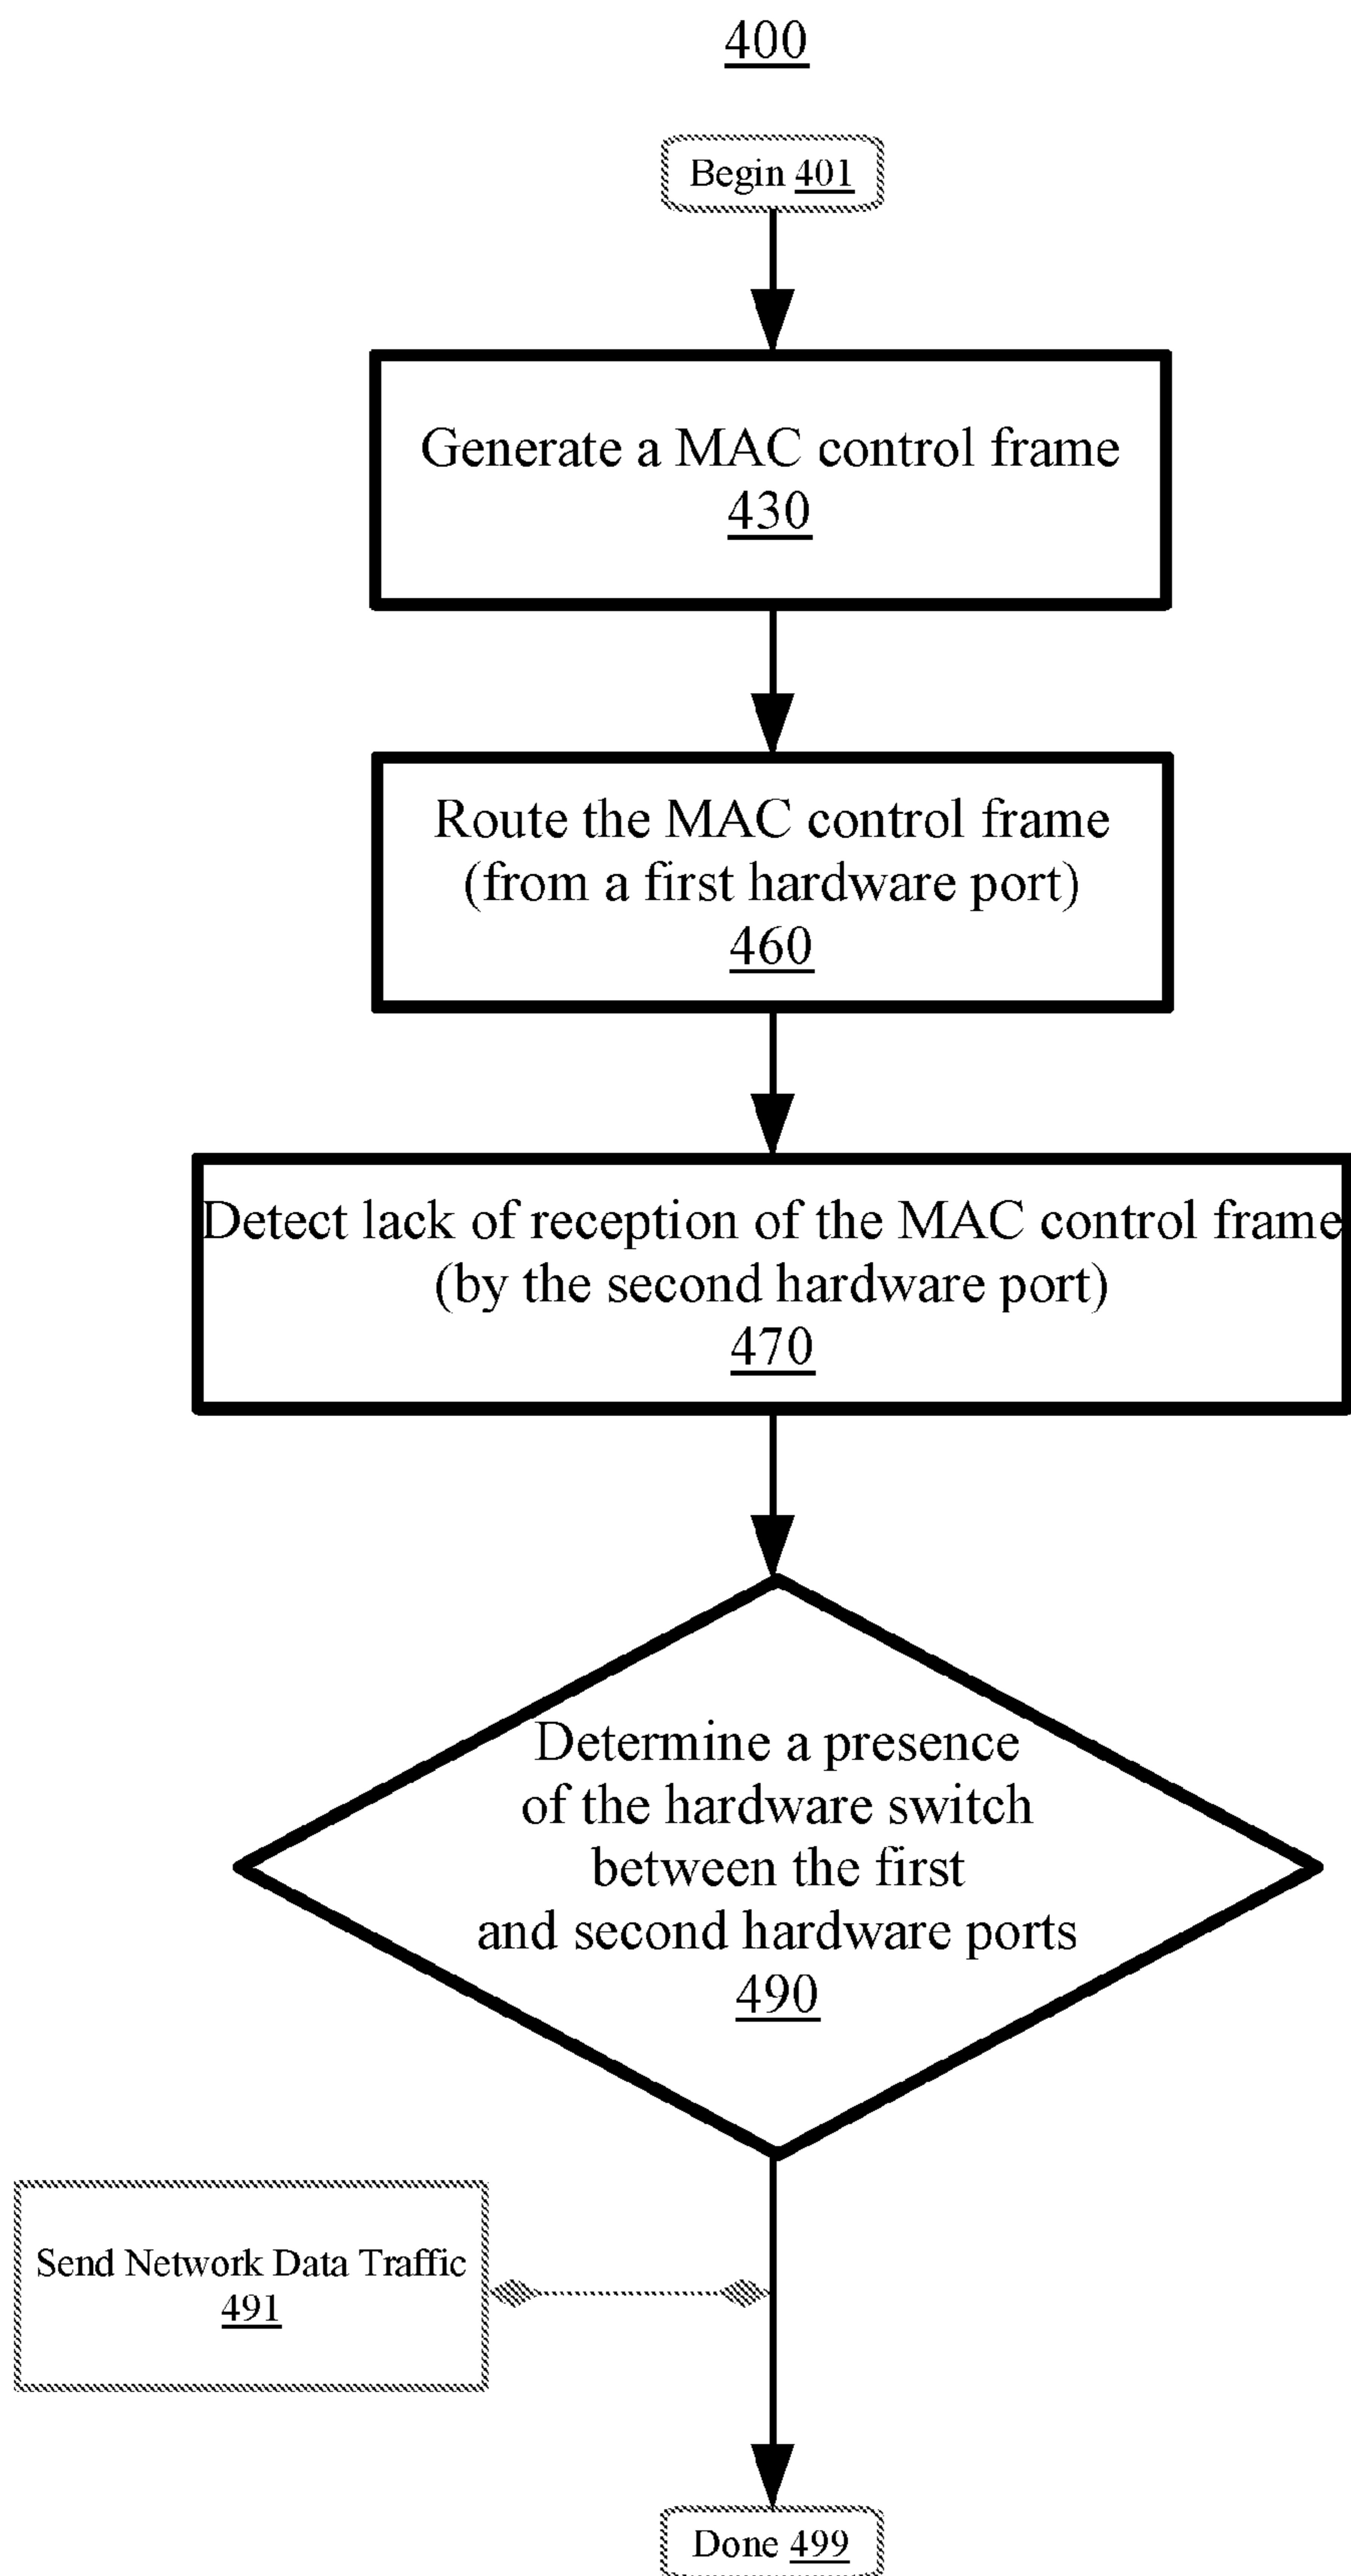 400
Begin 401
Generate a MAC control frame
430
Route the MAC control frame
(from a first hardware port)
460
Detect lack of reception of the MAC control frame
(by the second hardware port)
470
Determine a presence
of the hardware switch
between the first
and second hardware ports
490
Send Network Data Traffic
491
Done 499